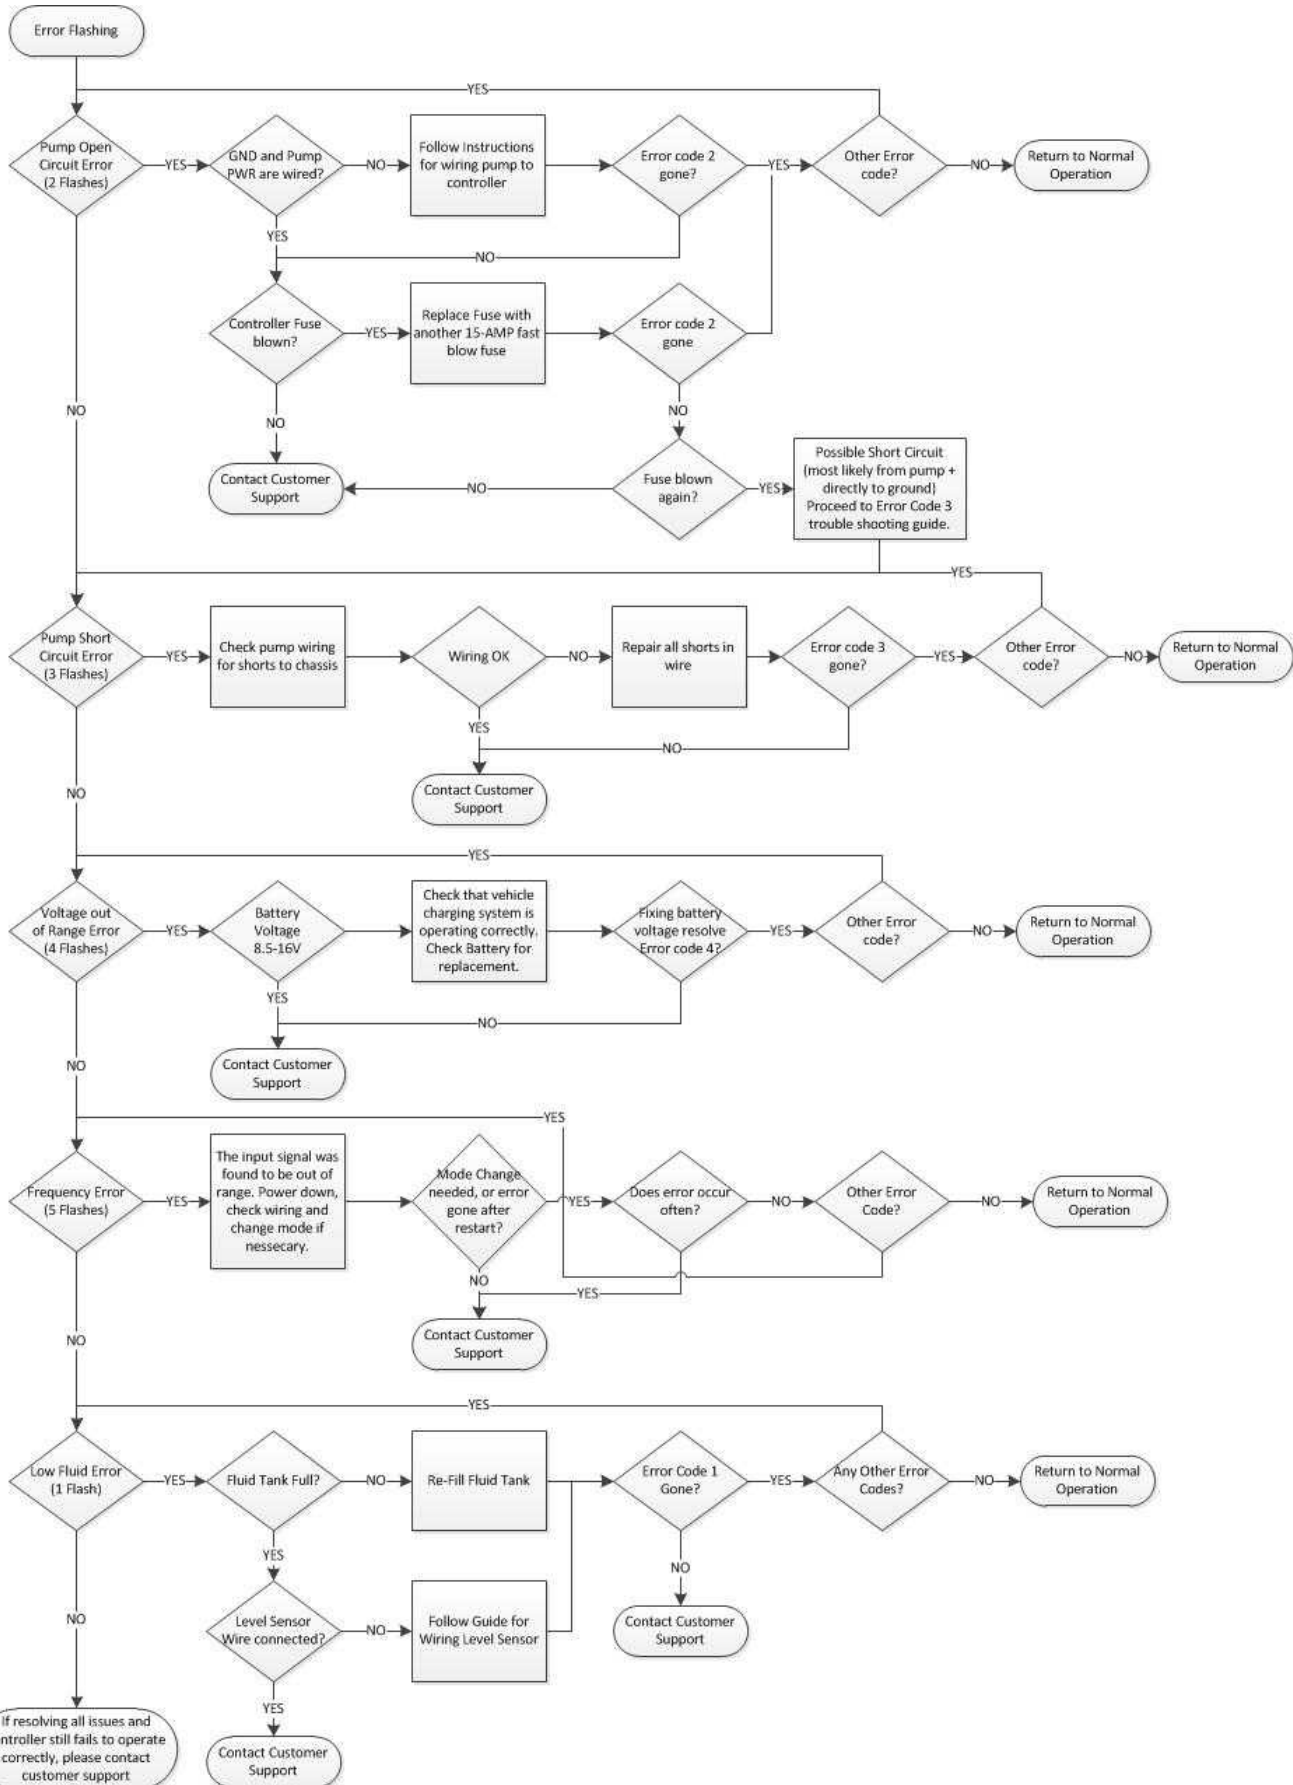 Error Flashing
YES
Pump Open
Circuit Error
(2 Flashes)
YES
GND and Pump
PWR are wired?
NO
Follow Instructions
for wiring pump to
controller
Error code 2
gone?
YES
Other Error
code?
NO
Return to Normal
Operation
YES
NO
Controller Fuse
blown?
YES
Replace Fuse with
another 15-AMP fast
blow fuse
Error code 2
gone
NO
NO
NO
Contact Customer
Support
NO
Fuse blown
again?
YES
Possible Short Circuit
(most likely from pump +
directly to ground)
Proceed to Error Code 3
trouble shooting guide.
YES
Pump Short
Circuit Error
(3 Flashes)
YES
Check pump wiring
for shorts to chassis
Wiring OK
NO
Repair all shorts in
wire
Error code 3
gone?
YES
Other Error
code?
NO
Return to Normal
Operation
YES
NO
NO
Contact Customer
Support
YES
Voltage out
of Range Error
(4 Flashes)
YES
Battery
Voltage
8.5-16V
Check that vehicle
charging system is
operating correctly.
Check Battery for
replacement.
Fixing battery
voltage resolve
Error code 4?
YES
Other Error
code?
NO
Return to Normal
Operation
YES
NO
NO
Contact Customer
Support
YES
Frequency Error
(5 Flashes)
YES
The input signal was
found to be out of
range. Power down,
check wiring and
change mode if
nessecary.
Mode Change
needed, or error
gone after
restart?
YES
Does error occur
often?
NO
Other Error
Code?
NO
Return to Normal
Operation
NO
YES
NO
Contact Customer
Support
YES
Low Fluid Error
(1 Flash)
YES
Fluid Tank Full?
NO
Re-Fill Fluid Tank
Error Code 1
Gone?
YES
Any Other Error
Codes?
NO
Return to Normal
Operation
YES
NO
NO
Level Sensor
Wire connected?
NO
Follow Guide for
Wiring Level Sensor
Contact Customer
Support
YES
If resolving all issues and
ntroller still fails to operate
correctly, please contact
customer support
Contact Customer
Support